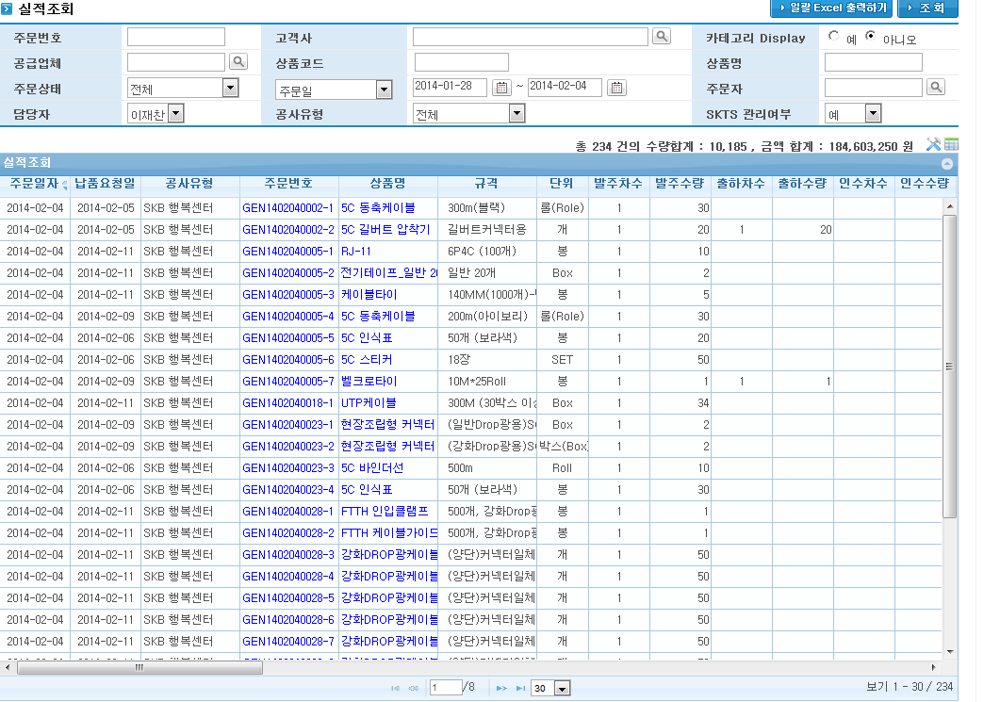 실적조회 일괄 Excel 출력하기 조 회
주문번호 고객사 카테고리 Display 예 아니오
공급업체 상품코드 상품명
주문상태 전체 주문일 2014-01-28 ~ 2014-02-04 주문자
담당자 이재찬 공사유형 전체 SKTS 관리여부 예
총 234 건의 수량합계 : 10,185 , 금액 합계 : 184,603,250 원
실적조회
주문일자 납품요청일 공사유형 주문번호 상품명 규격 단위 발주차수 발주수량 출하차수 출하수량 인수차수 인수수량
2014-02-04 2014-02-05 SKB 행복센터 GEN1402040002-1 5C 동축케이블 300m(블랙) 롤(Role) 1 30
2014-02-04 2014-02-05 SKB 행복센터 GEN1402040002-2 5C 길버트 압착기 길버트커넥터용 개 1 20 1 20
2014-02-04 2014-02-11 SKB 행복센터 GEN1402040005-1 RJ-11 6P4C (100개) 봉 1 10
2014-02-04 2014-02-11 SKB 행복센터 GEN1402040005-2 전기테이프_일반 20 일반 20개 Box 1 2
2014-02-04 2014-02-11 SKB 행복센터 GEN1402040005-3 케이블타이 140MM(1000개)- 봉 1 5
2014-02-04 2014-02-09 SKB 행복센터 GEN1402040005-4 5C 동축케이블 200m(아이보리) 롤(Role) 1 30
2014-02-04 2014-02-06 SKB 행복센터 GEN1402040005-5 5C 인식표 50개 (보라색) 봉 1 20
2014-02-04 2014-02-06 SKB 행복센터 GEN1402040005-6 5C 스티커 18장 SET 1 50
2014-02-04 2014-02-09 SKB 행복센터 GEN1402040005-7 벨크로타이 10M*25Roll 봉 1 1 1 1
2014-02-04 2014-02-11 SKB 행복센터 GEN1402040018-1 UTP케이블 300M (30박스 이상 Box 1 34
2014-02-04 2014-02-09 SKB 행복센터 GEN1402040023-1 현장조립형 커넥터 (일반Drop광용)S Box 1 2
2014-02-04 2014-02-09 SKB 행복센터 GEN1402040023-2 현장조립형 커넥터 (강화Drop광용)S 박스(Box) 1 2
2014-02-04 2014-02-06 SKB 행복센터 GEN1402040023-3 5C 바인더선 500m Roll 1 10
2014-02-04 2014-02-06 SKB 행복센터 GEN1402040023-4 5C 인식표 50개 (보라색) 봉 1 30
2014-02-04 2014-02-11 SKB 행복센터 GEN1402040028-1 FTTH 인입클램프 500개, 강화Drop광 봉 1 1
2014-02-04 2014-02-11 SKB 행복센터 GEN1402040028-2 FTTH 케이블가이드 500개, 강화Drop광 봉 1 1
2014-02-04 2014-02-11 SKB 행복센터 GEN1402040028-3 강화DROP광케이블 (양단)커넥터일체 개 1 50
2014-02-04 2014-02-11 SKB 행복센터 GEN1402040028-4 강화DROP광케이블 (양단)커넥터일체 개 1 50
2014-02-04 2014-02-11 SKB 행복센터 GEN1402040028-5 강화DROP광케이블 (양단)커넥터일체 개 1 50
2014-02-04 2014-02-11 SKB 행복센터 GEN1402040028-6 강화DROP광케이블 (양단)커넥터일체 개 1 50
2014-02-04 2014-02-11 SKB 행복센터 GEN1402040028-7 강화DROP광케이블 (양단)커넥터일체 개 1 50
1 /8 30 보기 1 - 30 / 234